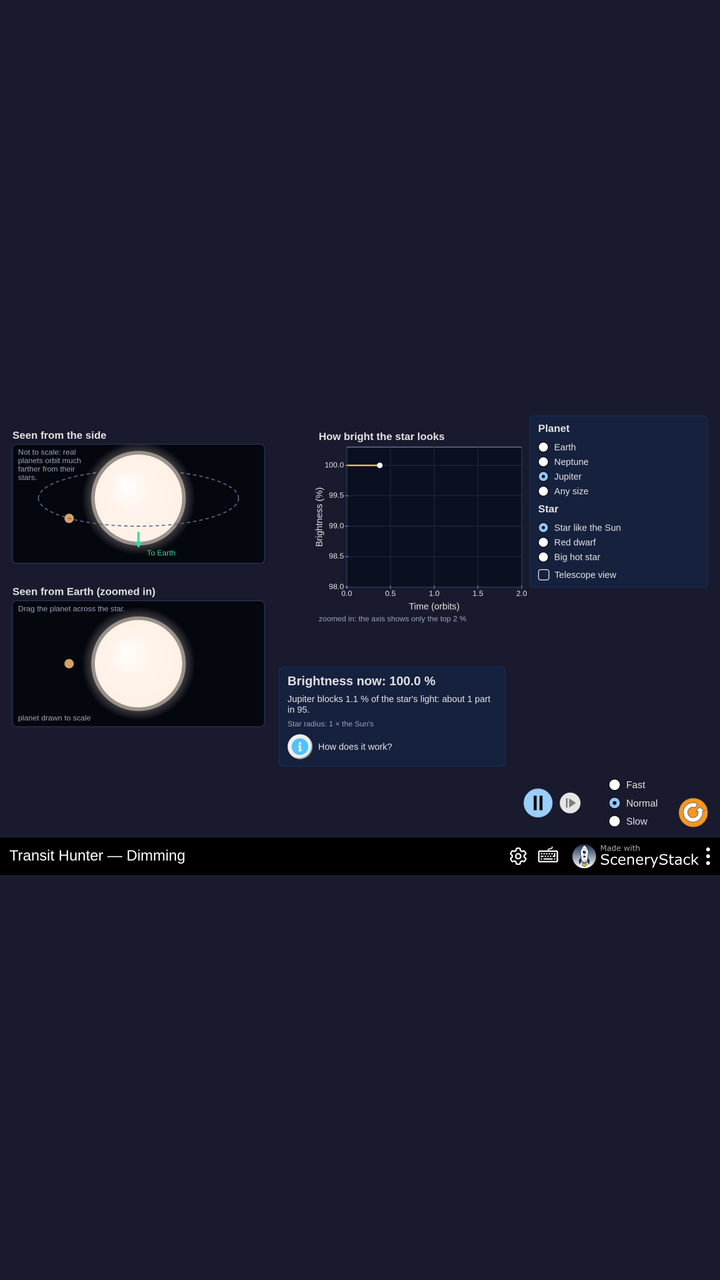 Seen from the side
Not to scale: real
planets orbit much
farther from their
stars.
To Earth
Seen from Earth (zoomed in)
Drag the planet across the star.
planet drawn to scale
How bright the star looks
Brightness (%)
100.0
99.5
99.0
98.5
98.0
0.0 0.5 1.0 1.5 2.0
Time (orbits)
zoomed in: the axis shows only the top 2 %
Planet
Earth
Neptune
Jupiter
Any size
Star
Star like the Sun
Red dwarf
Big hot star
Telescope view
Brightness now: 100.0 %
Jupiter blocks 1.1 % of the star's light: about 1 part
in 95.
Star radius: 1 × the Sun's
How does it work?
Fast
Normal
Slow
Transit Hunter — Dimming
Made with
SceneryStack